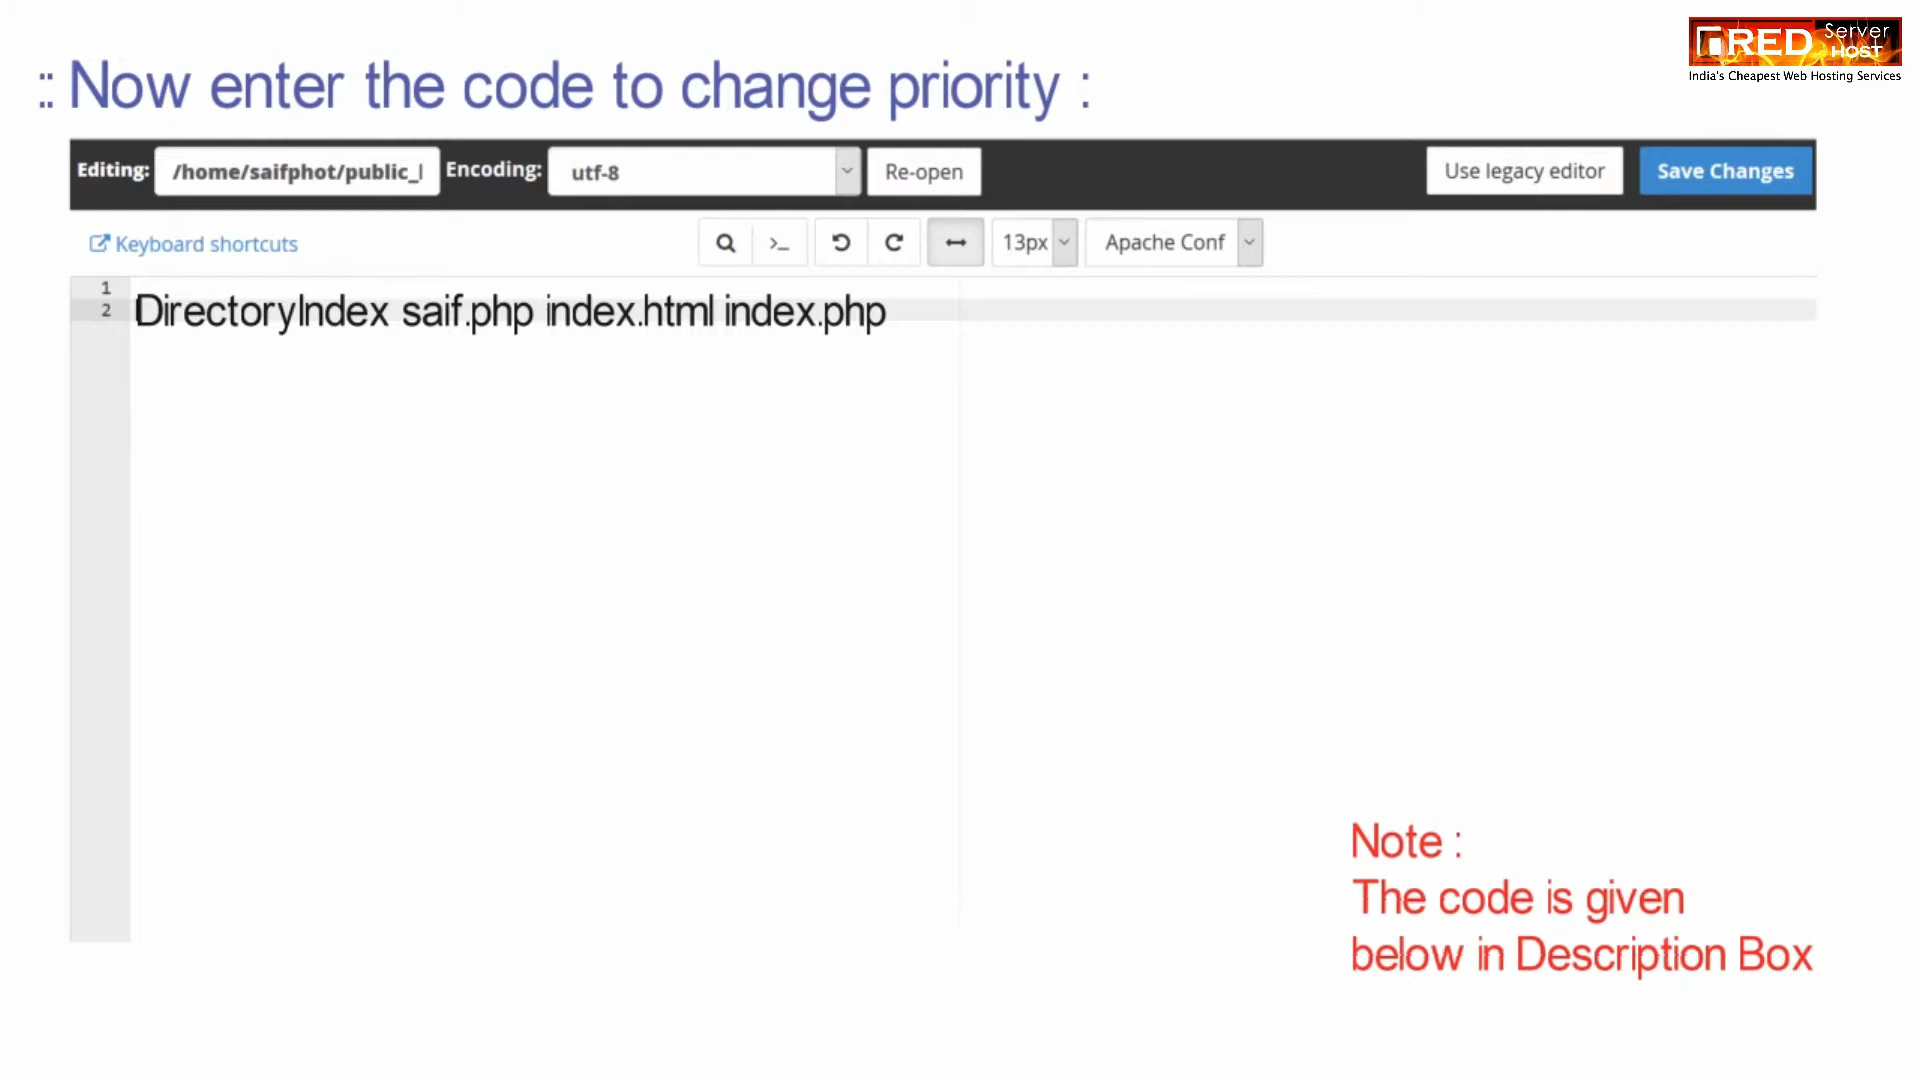 RED Server
HOST
India's Cheapest Web Hosting Services
:: Now enter the code to change priority :
Editing: /home/saifphot/public_ Encoding: utf-8 Re-open Use legacy editor Save Changes
Keyboard shortcuts >_ 13px Apache Conf
1
2 DirectoryIndex saif.php index.html index.php
Note :
The code is given
below in Description Box